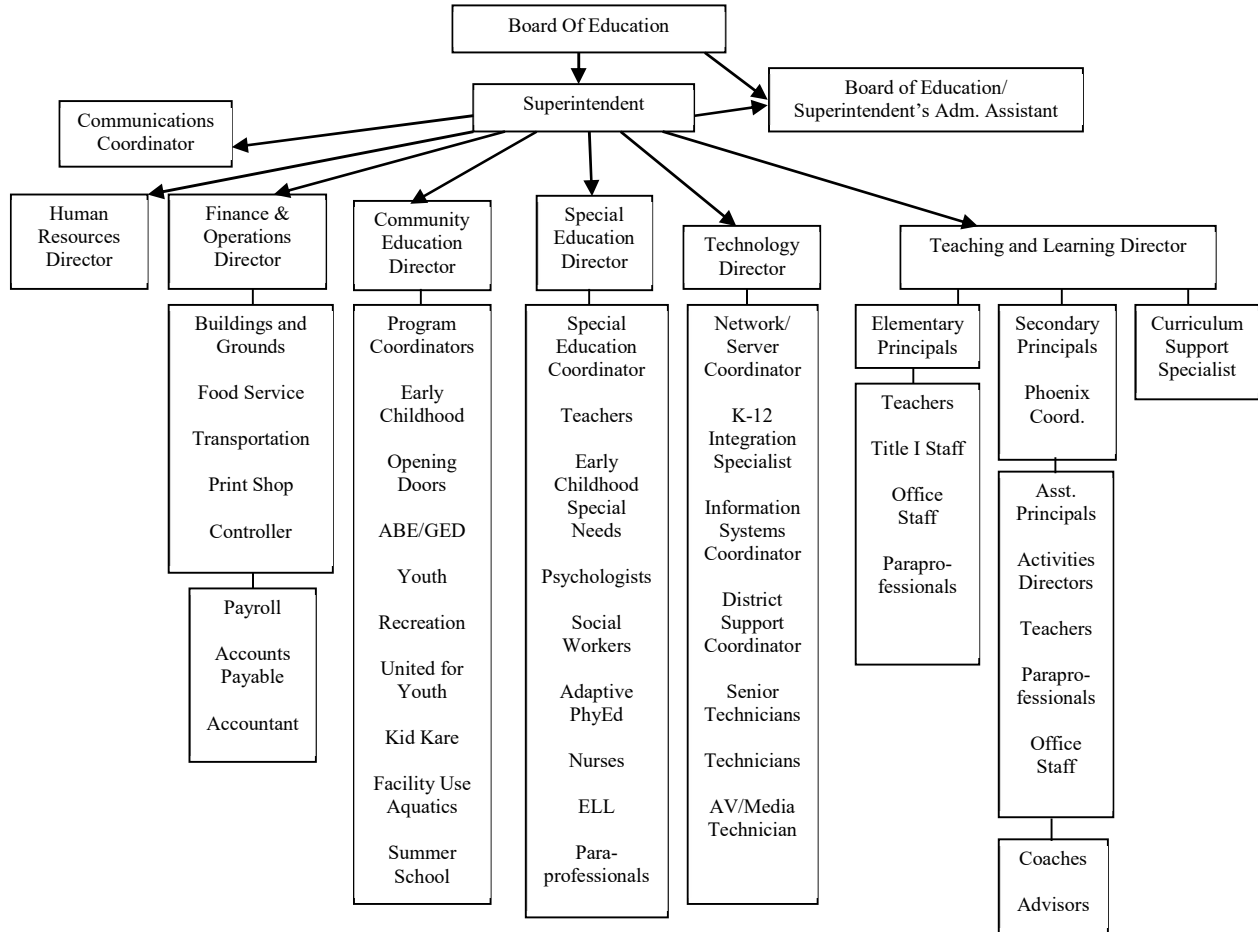 Board Of Education
Superintendent
Board of Education/
Superintendent's Adm. Assistant
Communications
Coordinator
Human
Resources
Director
Finance &
Operations
Director
Community
Education
Director
Special
Education
Director
Technology
Director
Teaching and Learning Director
Buildings and
Grounds
Food Service
Transportation
Print Shop
Controller
Payroll
Accounts
Payable
Accountant
Program
Coordinators
Early
Childhood
Opening
Doors
ABE/GED
Youth
Recreation
United for
Youth
Kid Kare
Facility Use
Aquatics
Summer
School
Special
Education
Coordinator
Teachers
Early
Childhood
Special
Needs
Psychologists
Social
Workers
Adaptive
PhyEd
Nurses
ELL
Para-
professionals
Network/
Server
Coordinator
K-12
Integration
Specialist
Information
Systems
Coordinator
District
Support
Coordinator
Senior
Technicians
Technicians
AV/Media
Technician
Elementary
Principals
Teachers
Title I Staff
Office
Staff
Parapro-
fessionals
Secondary
Principals
Phoenix
Coord.
Asst.
Principals
Activities
Directors
Teachers
Parapro-
fessionals
Office
Staff
Coaches
Advisors
Curriculum
Support
Specialist